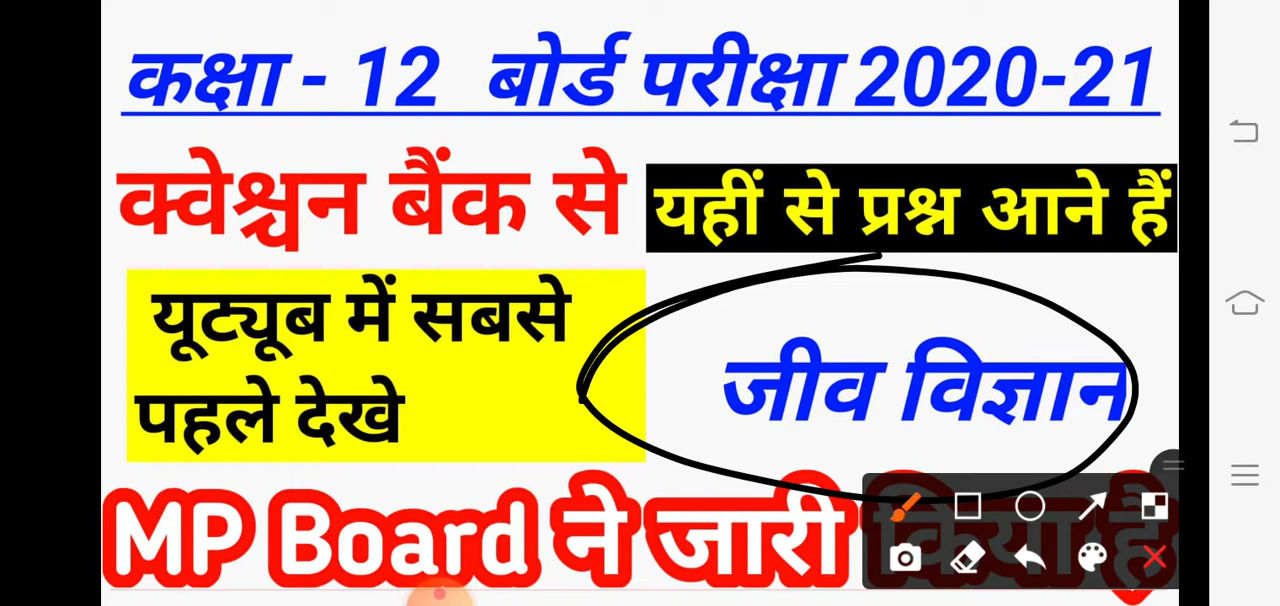 कक्षा - 12 बोर्ड परीक्षा 2020-21
क्वेश्चन बैंक से यहीं से प्रश्न आने हैं
यूट्यूब में सबसे
पहले देखे
जीव विज्ञान
MP Board ने जारी किया है